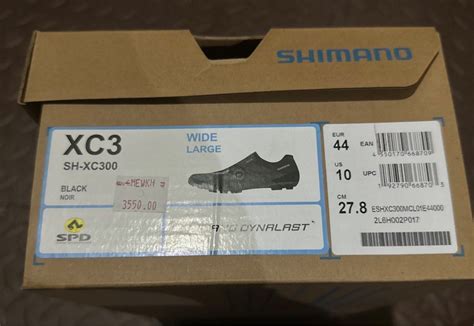 SHIMANO
XC3
SH-XC300
BLACK
NOIR
WIDE
LARGE
3550.00
SPD
DYNALAST
EUR
44
EAN
4550170668709
US
10
UPC
CM
27.8
ESHXC300MCL01E44000
2L6H002P017